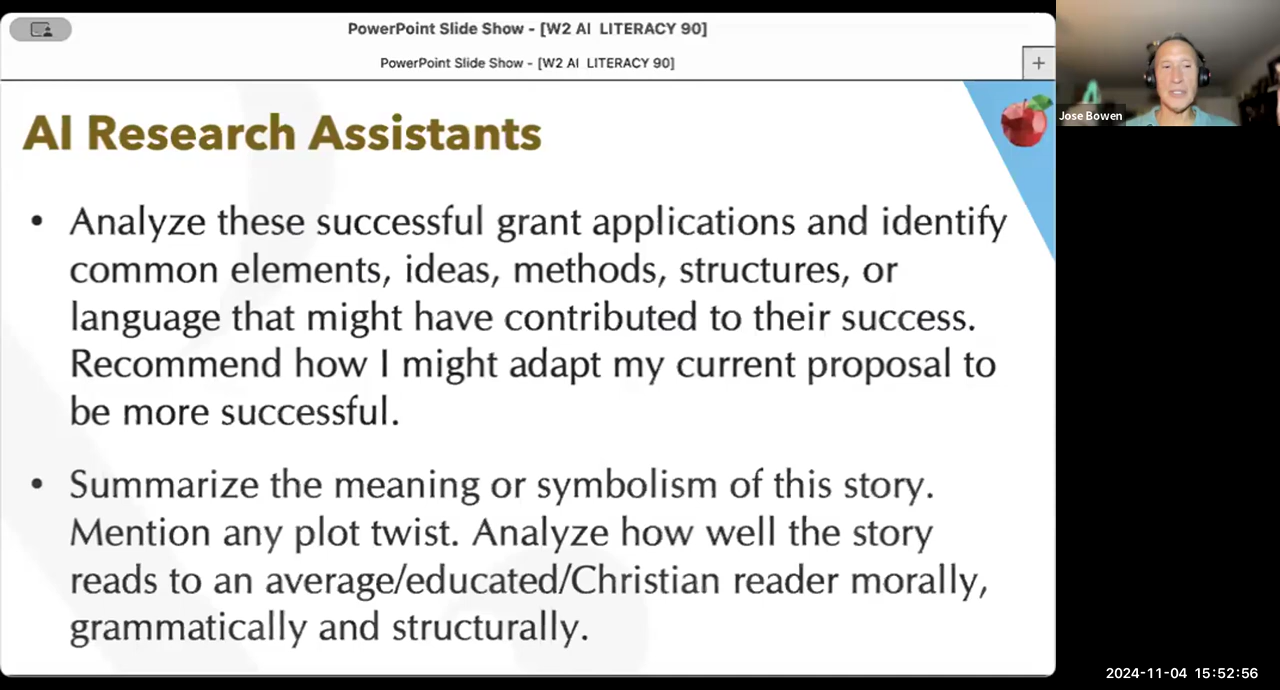 PowerPoint Slide Show - [W2 AI LITERACY 90]
PowerPoint Slide Show - [W2 AI LITERACY 90]
+
AI Research Assistants
• Analyze these successful grant applications and identify
common elements, ideas, methods, structures, or
language that might have contributed to their success.
Recommend how I might adapt my current proposal to
be more successful.
• Summarize the meaning or symbolism of this story.
Mention any plot twist. Analyze how well the story
reads to an average/educated/Christian reader morally,
grammatically and structurally.
Jose Bowen
2024-11-04 15:52:56